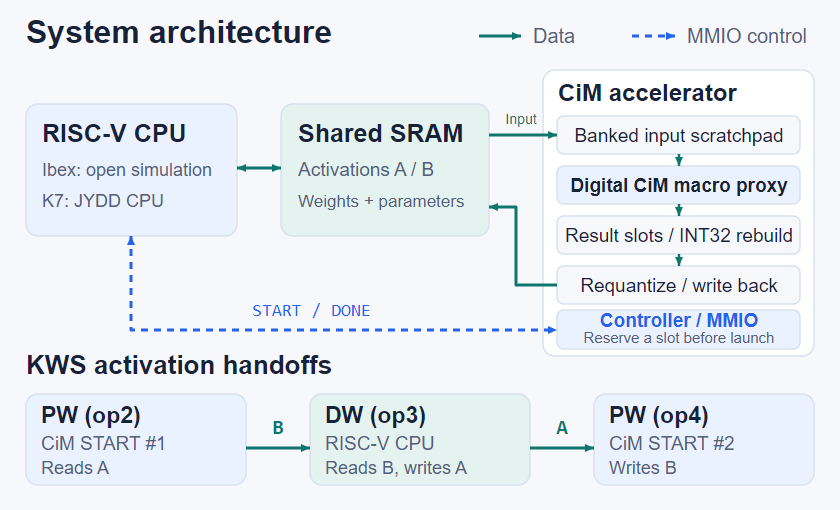 System architecture
Data
MMIO control
RISC-V CPU
Ibex: open simulation
K7: JYDD CPU
Shared SRAM
Activations A / B
Weights + parameters
Input
CiM accelerator
Banked input scratchpad
Digital CiM macro proxy
Result slots / INT32 rebuild
Requantize / write back
Controller / MMIO
Reserve a slot before launch
START / DONE
KWS activation handoffs
PW (op2)
CiM START #1
Reads A
B
DW (op3)
RISC-V CPU
Reads B, writes A
A
PW (op4)
CiM START #2
Writes B